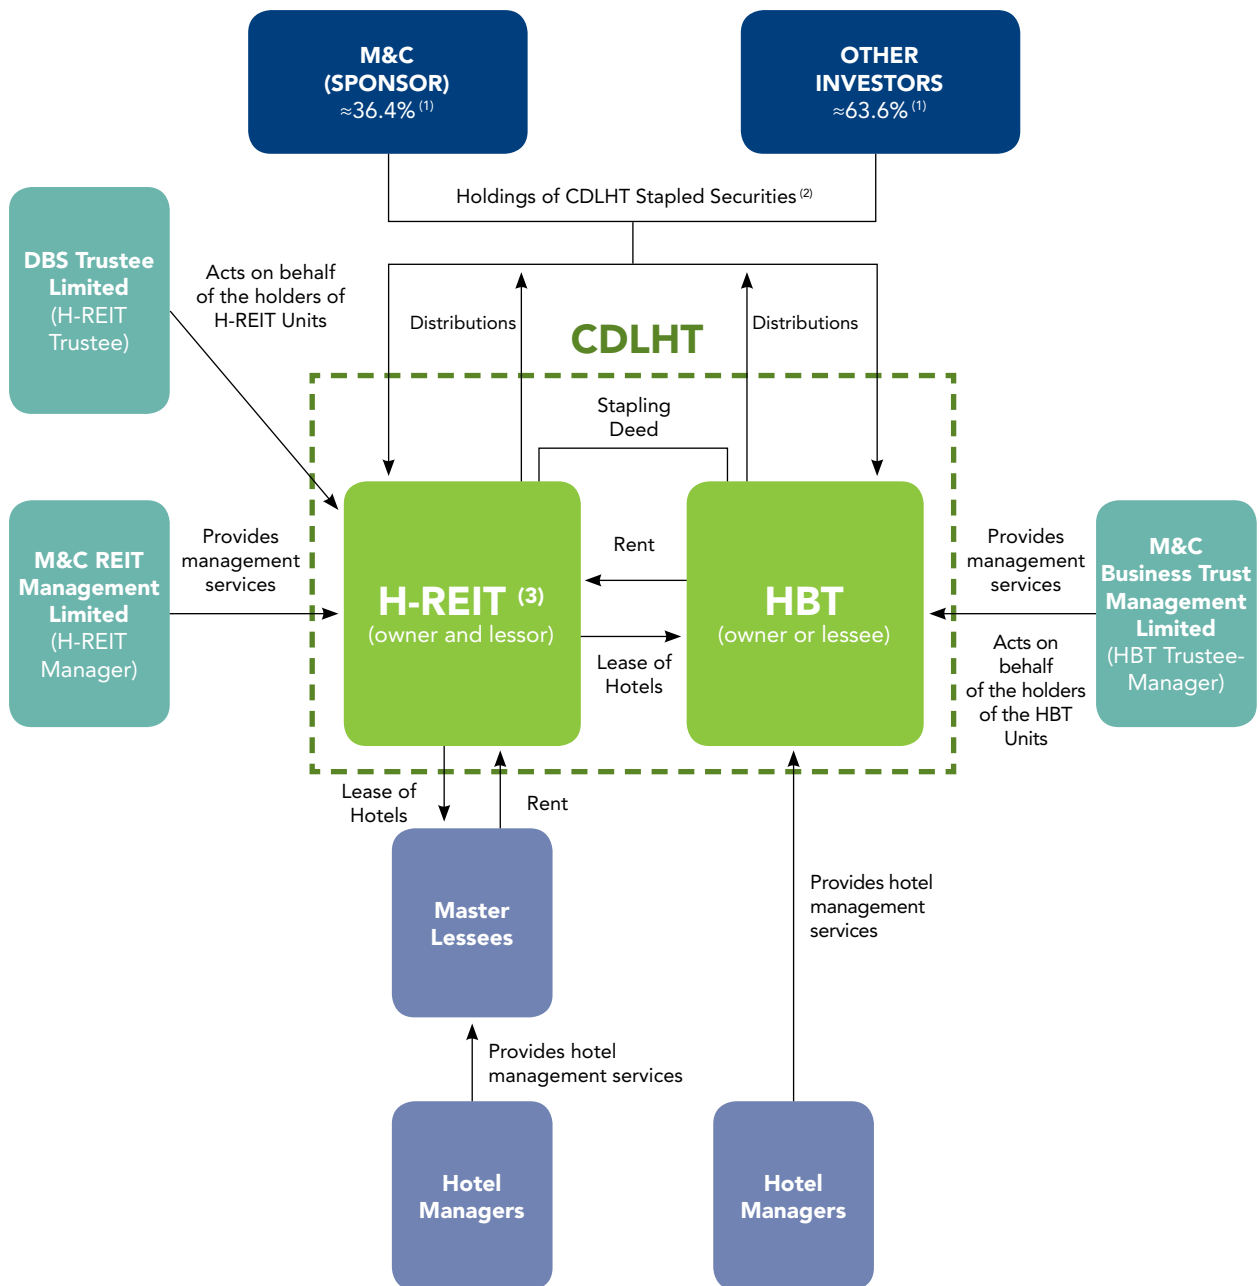 M&C
(SPONSOR)
≈36.4% (1)
OTHER
INVESTORS
≈63.6% (1)
Holdings of CDLHT Stapled Securities (2)
DBS Trustee
Limited
(H-REIT
Trustee)
Acts on behalf
of the holders of
H-REIT Units
Distributions
Distributions
CDLHT
Stapling
Deed
M&C REIT
Management
Limited
(H-REIT
Manager)
Provides
management
services
H-REIT (3)
(owner and lessor)
Rent
Lease of
Hotels
HBT
(owner or lessee)
Provides
management
services
Acts on
behalf
of the holders
of the HBT
Units
M&C
Business Trust
Management
Limited
(HBT Trustee-
Manager)
Lease of
Hotels
Rent
Master
Lessees
Provides hotel
management
services
Provides hotel
management services
Hotel
Managers
Hotel
Managers